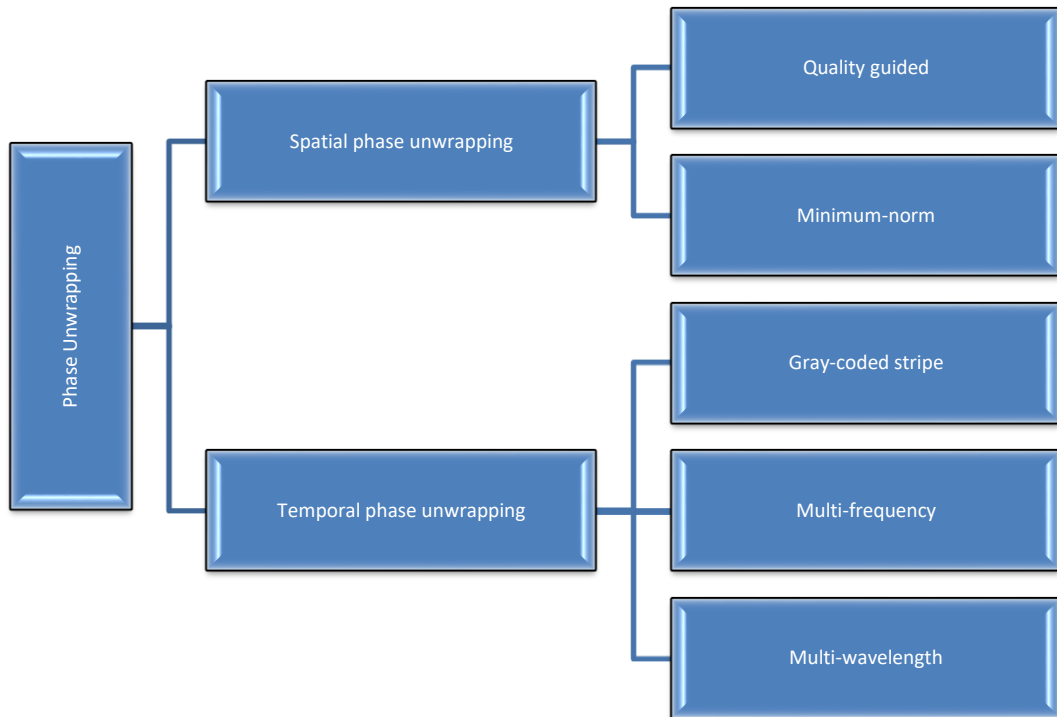 Phase Unwrapping
Spatial phase unwrapping
Quality guided
Minimum-norm
Temporal phase unwrapping
Gray-coded stripe
Multi-frequency
Multi-wavelength